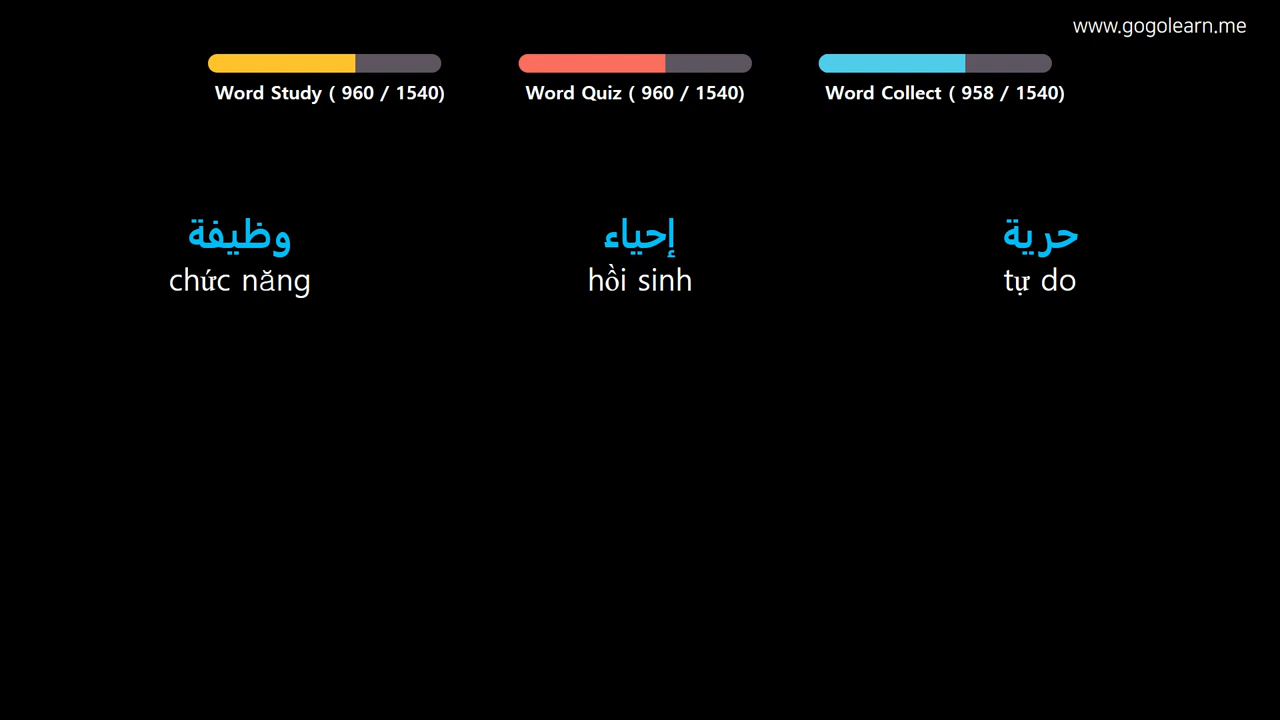 www.gogolearn.me
Word Study ( 960 / 1540)
Word Quiz ( 960 / 1540)
Word Collect ( 958 / 1540)
وظيفة
chức năng
إحياء
hồi sinh
حرية
tự do